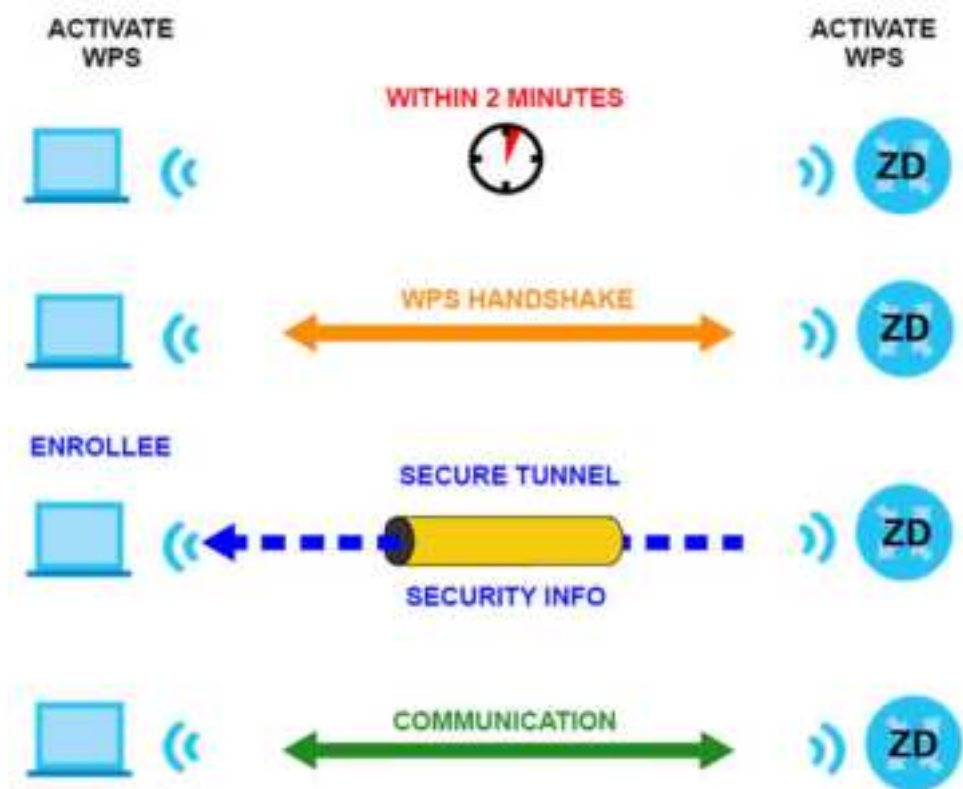 ACTIVATE
WPS
ACTIVATE
WPS
WITHIN 2 MINUTES
ZD
WPS HANDSHAKE
ZD
ENROLLEE
SECURE TUNNEL
ZD
SECURITY INFO
COMMUNICATION
ZD